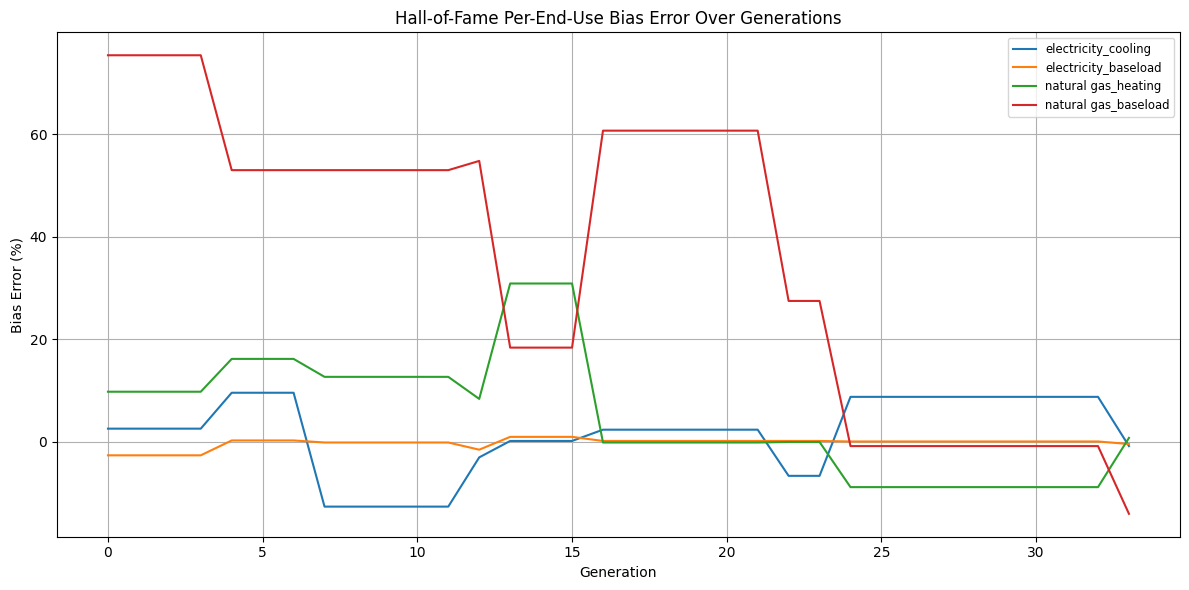 Hall-of-Fame Per-End-Use Bias Error Over Generations
electricity_cooling
electricity_baseload
natural gas_heating
natural gas_baseload
Bias Error (%)
60
40
20
0
0 5 10 15 20 25 30
Generation